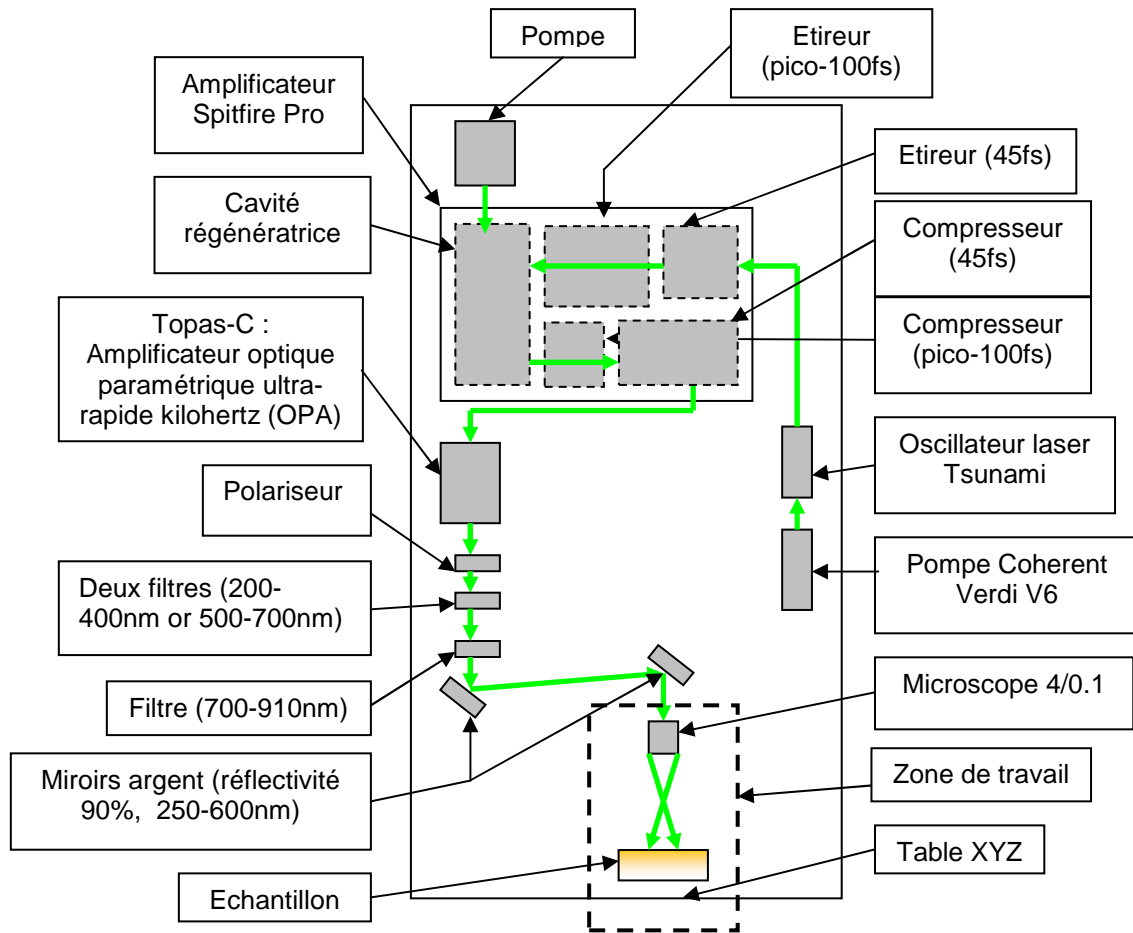 Pompe
Etireur
(pico-100fs)
Amplificateur
Spitfire Pro
Etireur (45fs)
Cavité
régénératrice
Compresseur
(45fs)
Topas-C :
Amplificateur optique
paramétrique ultra-
rapide kilohertz (OPA)
Compresseur
(pico-100fs)
Oscillateur laser
Tsunami
Polariseur
Pompe Coherent
Verdi V6
Deux filtres (200-
400nm or 500-700nm)
Filtre (700-910nm)
Microscope 4/0.1
Miroirs argent (réflectivité
90%, 250-600nm)
Zone de travail
Table XYZ
Echantillon